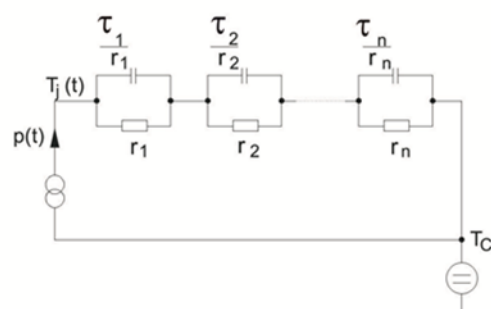 τ1/r1 τ2/r2 τn/rn
Tj(t)
p(t)
r1 r2 rn
TC